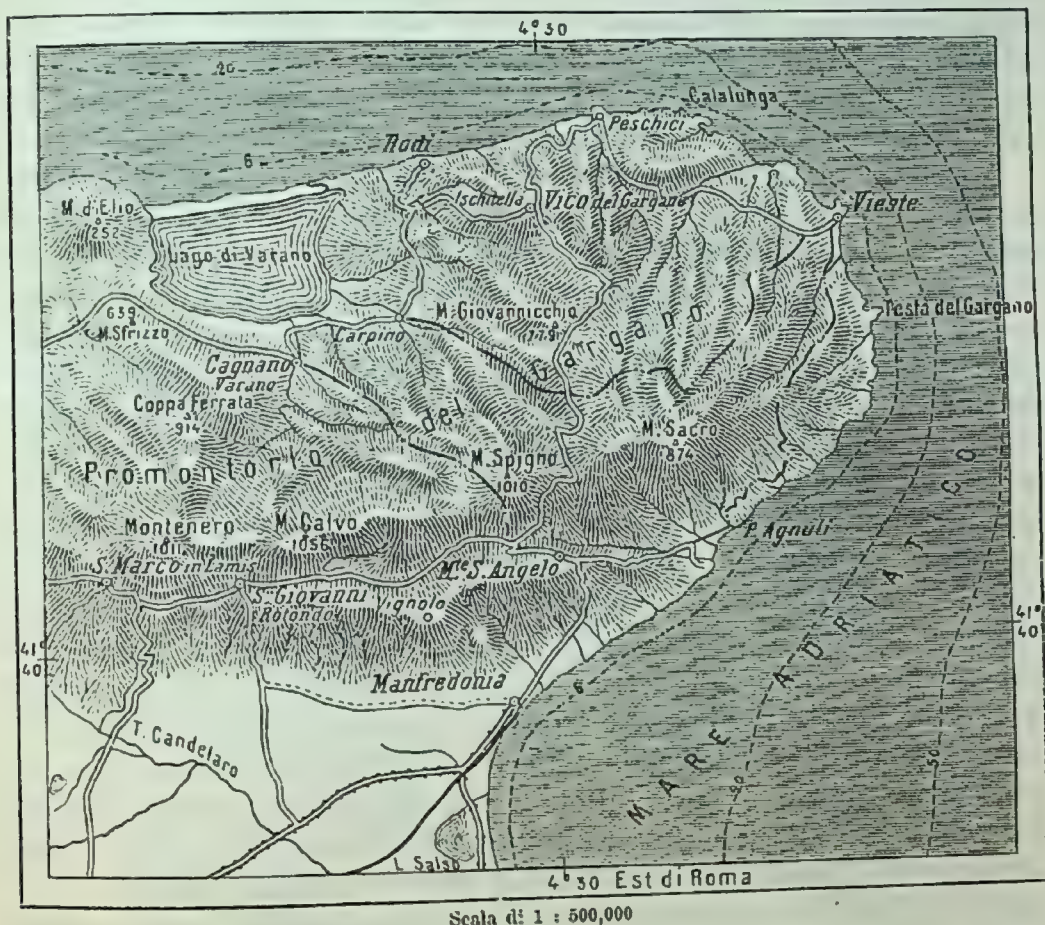 4° 30
20
Calalunga
Peschici
6
Rodi
M. d'Elio
252
Ischitella
Vico del Gargano
Vieste
Lago di Varano
Testa del Gargano
639
M. Sfrizzo
M. Giovannicchio
Carpino
Cagnano
Varano
Promontorio del Gargano
Coppa Ferrata
914
M. Sacro
874
M. Spigno
1010
Montenero
1011
M. Calvo
1056
P. Agnuli
S. Marco in Lamis
Mte S. Angelo
S. Giovanni
Rotondo
Vignolo
41°
40
41°
40
Manfredonia
6
MARE ADRIATICO
T. Candelaro
50
L. Salso
4° 30 Est di Roma
Scala di 1 : 500,000